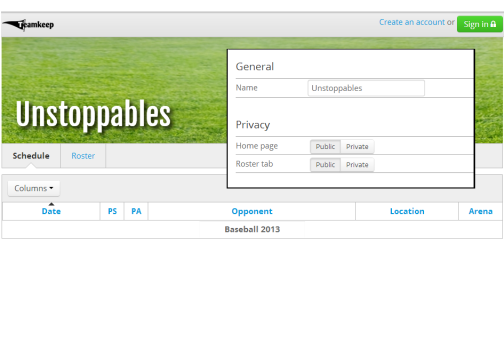 Teamkeep
Create an account or Sign in
General
Name Unstoppables
Unstoppables
Privacy
Home page Public Private
Roster tab Public Private
Schedule Roster
Columns
Date PS PA Opponent Location Arena
Baseball 2013